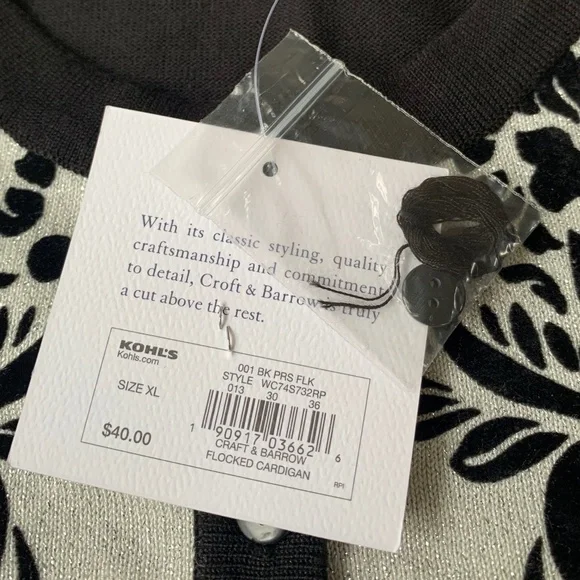 With its classic styling, quality
craftsmanship and commitment
to detail, Croft & Barrow is truly
a cut above the rest.
KOHL'S
Kohls.com
SIZE XL
$40.00
001 BK PRS FLK
STYLE WC74S732RP
013 30 36
1 90917 03662 6
CRAFT & BARROW
FLOCKED CARDIGAN
RPI